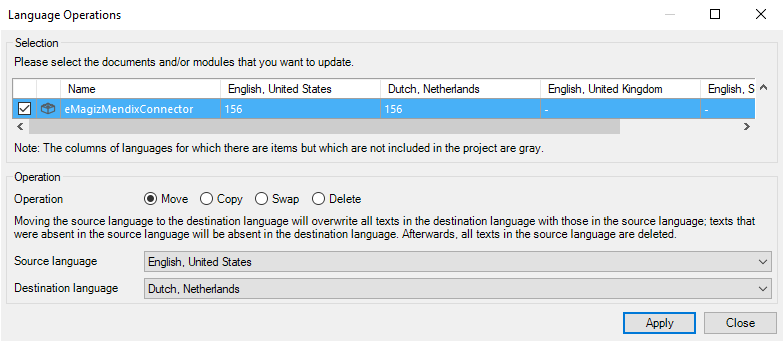 Language Operations
Selection
Please select the documents and/or modules that you want to update.
Name English, United States Dutch, Netherlands English, United Kingdom English, S
eMagizMendixConnector 156 156 - -
Note: The columns of languages for which there are items but which are not included in the project are gray.
Operation
Operation Move Copy Swap Delete
Moving the source language to the destination language will overwrite all texts in the destination language with those in the source language; texts that
were absent in the source language will be absent in the destination language. Afterwards, all texts in the source language are deleted.
Source language English, United States
Destination language Dutch, Netherlands
Apply Close